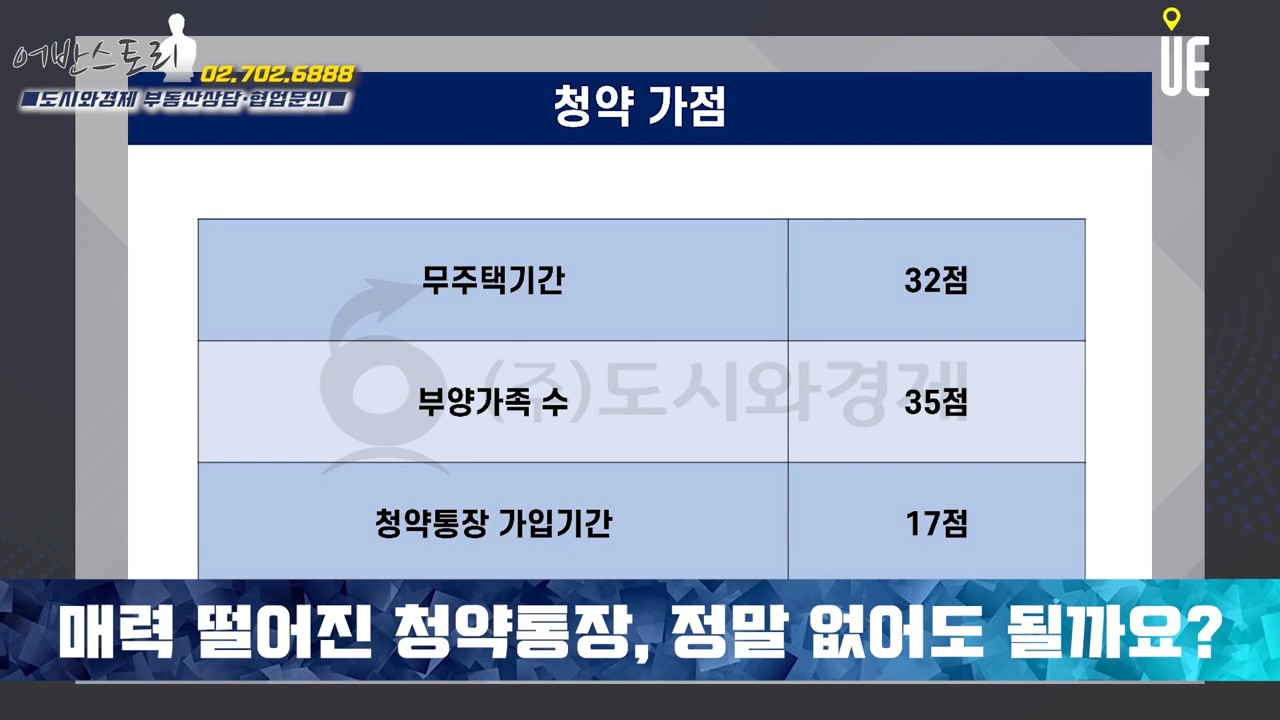 어반스토리
02.702.6888
■도시와경제 부동산상담·협업문의■
UE
청약 가점
무주택기간 32점
(주)도시와경제
부양가족 수 35점
청약통장 가입기간 17점
매력 떨어진 청약통장, 정말 없어도 될까요?